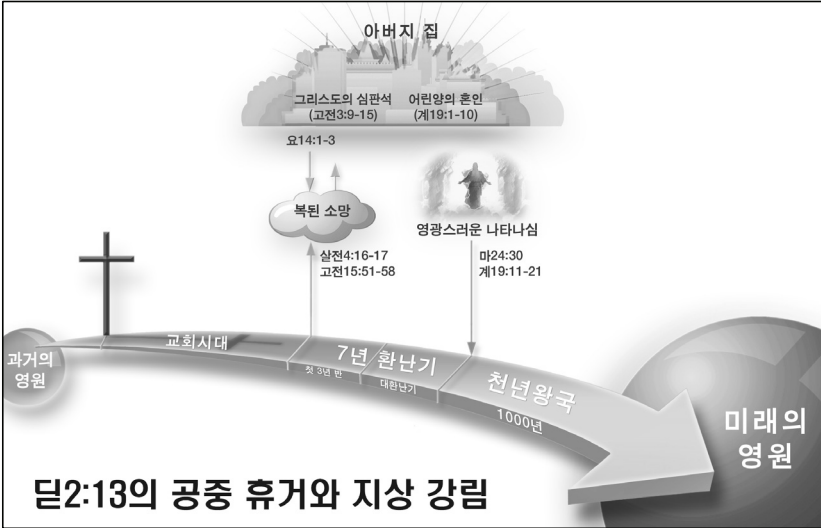 아버지 집
그리스도의 심판석
(고전3:9-15)
어린양의 혼인
(계19:1-10)
요14:1-3
복된 소망
살전4:16-17
고전15:51-58
영광스러운 나타나심
마24:30
계19:11-21
과거의
영원
교회시대
7년 환난기
첫 3년 반
대환난기
천년왕국
1000년
미래의
영원
딛2:13의 공중 휴거와 지상 강림